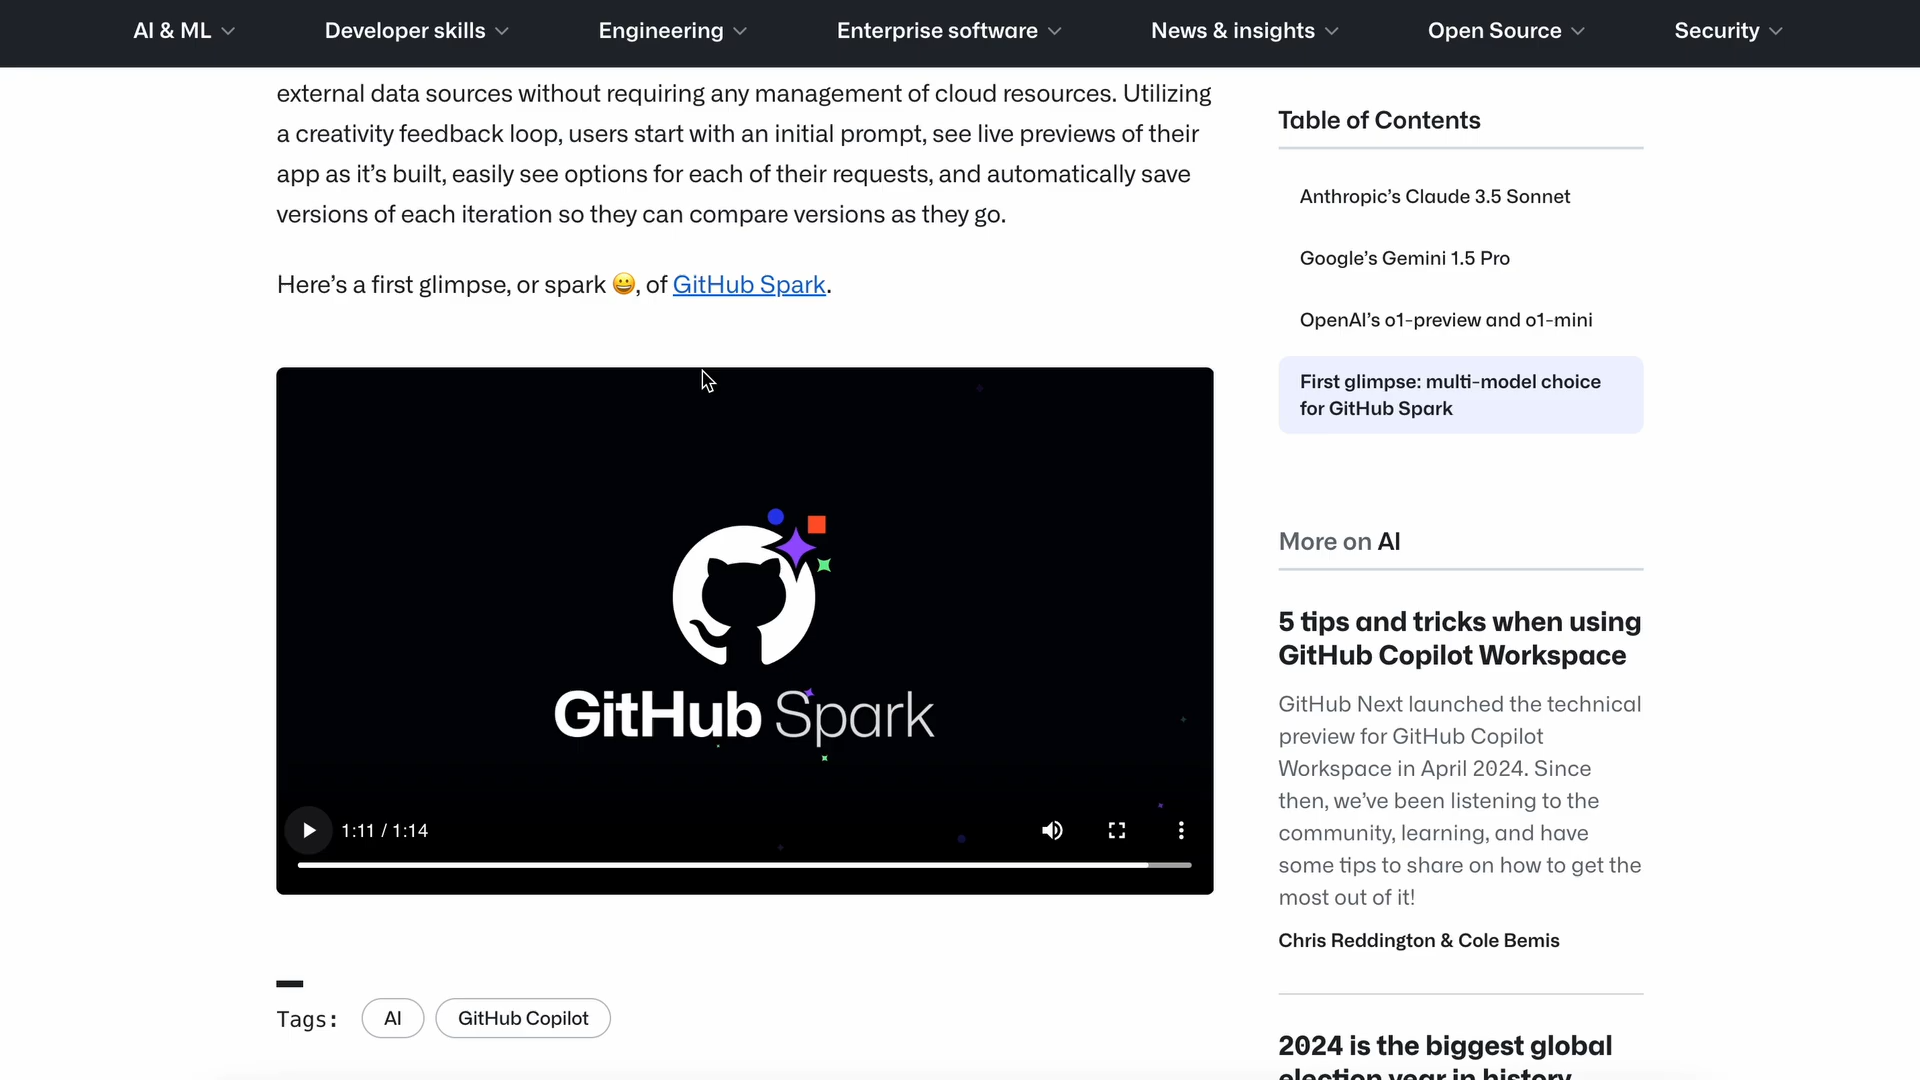 AI & ML
Developer skills
Engineering
Enterprise software
News & insights
Open Source
Security
external data sources without requiring any management of cloud resources. Utilizing
a creativity feedback loop, users start with an initial prompt, see live previews of their
app as it’s built, easily see options for each of their requests, and automatically save
versions of each iteration so they can compare versions as they go.
Here’s a first glimpse, or spark 😀, of GitHub Spark.
GitHub Spark
1:11 / 1:14
Tags:
AI
GitHub Copilot
Table of Contents
Anthropic’s Claude 3.5 Sonnet
Google’s Gemini 1.5 Pro
OpenAI’s o1-preview and o1-mini
First glimpse: multi-model choice
for GitHub Spark
More on AI
5 tips and tricks when using
GitHub Copilot Workspace
GitHub Next launched the technical
preview for GitHub Copilot
Workspace in April 2024. Since
then, we’ve been listening to the
community, learning, and have
some tips to share on how to get the
most out of it!
Chris Reddington & Cole Bemis
2024 is the biggest global
election year in history